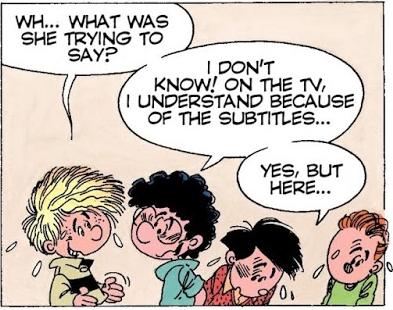 WH... WHAT WAS
SHE TRYING TO
SAY?
I DON'T
KNOW! ON THE TV,
I UNDERSTAND BECAUSE
OF THE SUBTITLES...
YES, BUT
HERE...